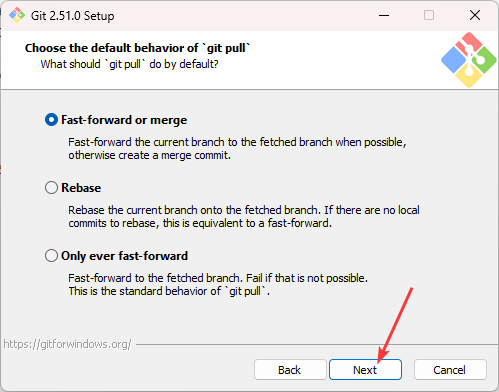 Git 2.51.0 Setup
Choose the default behavior of `git pull`
What should `git pull` do by default?
Fast-forward or merge
Fast-forward the current branch to the fetched branch when possible,
otherwise create a merge commit.
Rebase
Rebase the current branch onto the fetched branch. If there are no local
commits to rebase, this is equivalent to a fast-forward.
Only ever fast-forward
Fast-forward to the fetched branch. Fail if that is not possible.
This is the standard behavior of `git pull`.
https://gitforwindows.org/
Back
Next
Cancel